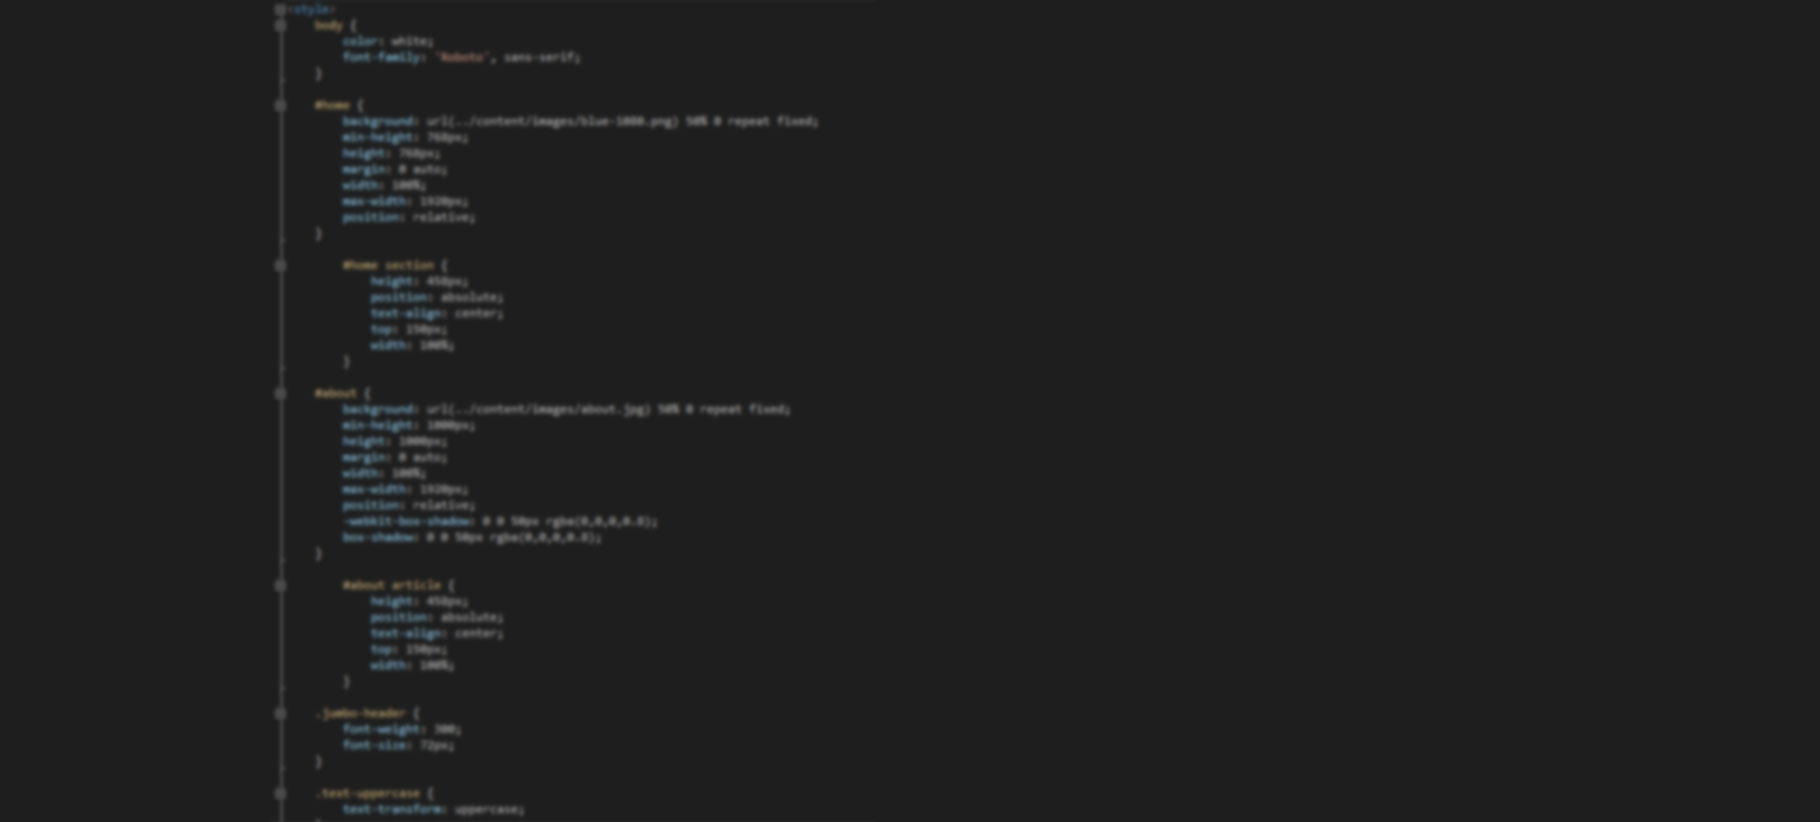 <style>
body {
color: white;
font-family: 'Roboto', sans-serif;
}
#home {
background: url(../content/images/blue-1080.png) 50% 0 repeat fixed;
min-height: 768px;
height: 768px;
margin: 0 auto;
width: 100%;
max-width: 1920px;
position: relative;
}
#home section {
height: 450px;
position: absolute;
text-align: center;
top: 150px;
width: 100%;
}
#about {
background: url(../content/images/about.jpg) 50% 0 repeat fixed;
min-height: 1000px;
height: 1000px;
margin: 0 auto;
width: 100%;
max-width: 1920px;
position: relative;
-webkit-box-shadow: 0 0 50px rgba(0,0,0,0.8);
box-shadow: 0 0 50px rgba(0,0,0,0.8);
}
#about article {
height: 450px;
position: absolute;
text-align: center;
top: 150px;
width: 100%;
}
.jumbo-header {
font-weight: 300;
font-size: 72px;
}
.text-uppercase {
text-transform: uppercase;